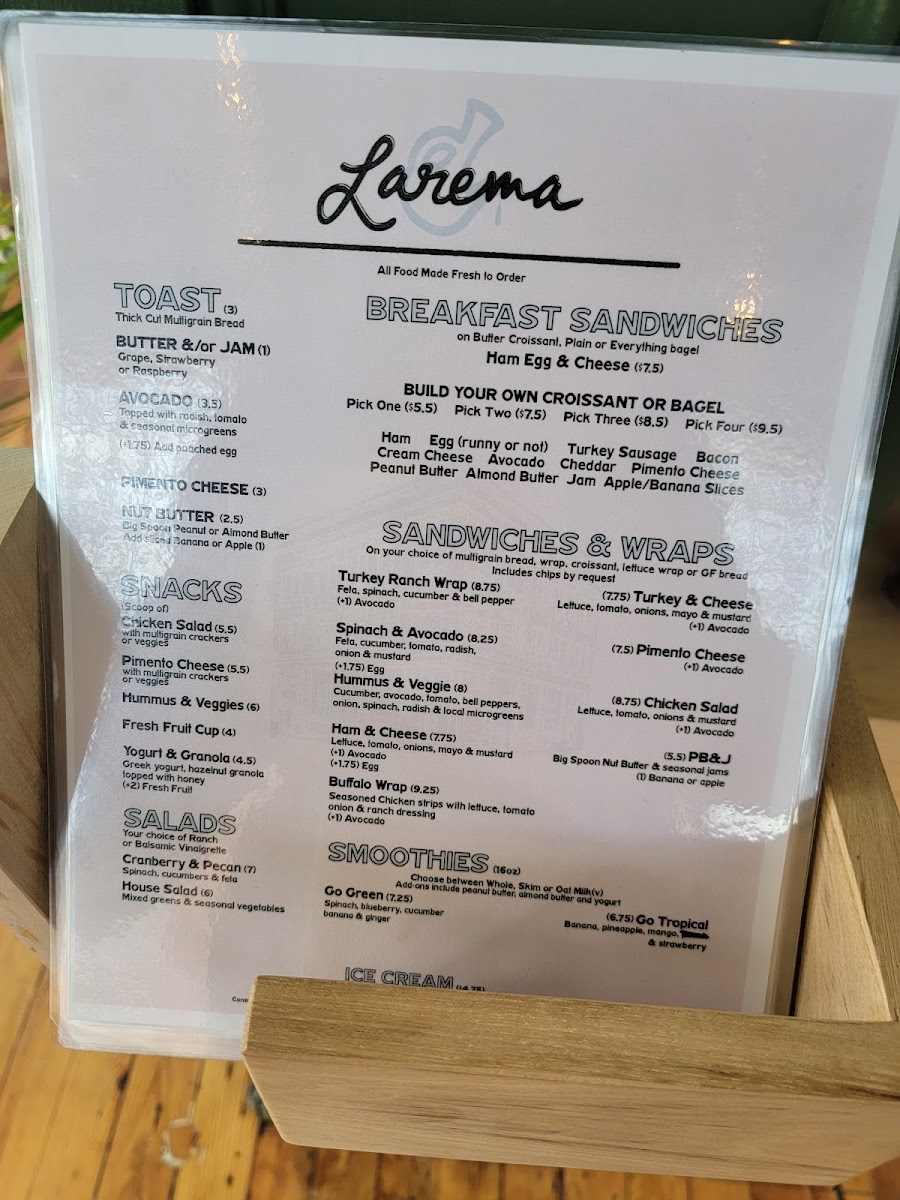 Larema
All Food Made Fresh to Order
TOAST (3)
Thick Cut Multigrain Bread
BUTTER &/or JAM (1)
Grape, Strawberry
or Raspberry
AVOCADO (3.5)
Topped with radish, tomato
& seasonal microgreens
(+1.75) Add poached egg
PIMENTO CHEESE (3)
NUT BUTTER (2.5)
Big Spoon Peanut or Almond Butter
Add sliced Banana or Apple (1)
SNACKS
(Scoop of)
Chicken Salad (5.5)
with multigrain crackers
or veggies
Pimento Cheese (5.5)
with multigrain crackers
or veggies
Hummus & Veggies (6)
Fresh Fruit Cup (4)
Yogurt & Granola (4.5)
Greek yogurt, hazelnut granola
topped with honey
(+2) Fresh Fruit
SALADS
Your choice of Ranch
or Balsamic Vinaigrette
Cranberry & Pecan (7)
Spinach, cucumbers & feta
House Salad (6)
Mixed greens & seasonal vegetables
BREAKFAST SANDWICHES
on Butter Croissant, Plain or Everything bagel
Ham Egg & Cheese ($7.5)
BUILD YOUR OWN CROISSANT OR BAGEL
Pick One ($5.5) Pick Two ($7.5) Pick Three ($8.5) Pick Four ($9.5)
Ham Egg (runny or not) Turkey Sausage Bacon
Cream Cheese Avocado Cheddar Pimento Cheese
Peanut Butter Almond Butter Jam Apple/Banana Slices
SANDWICHES & WRAPS
On your choice of multigrain bread, wrap, croissant, lettuce wrap or GF bread
Includes chips by request
Turkey Ranch Wrap (8.75)
Feta, spinach, cucumber & bell pepper
(+1) Avocado
Spinach & Avocado (8.25)
Feta, cucumber, tomato, radish,
onion & mustard
(+1.75) Egg
Hummus & Veggie (8)
Cucumber, avocado, tomato, bell peppers,
onion, spinach, radish & local microgreens
Ham & Cheese (7.75)
Lettuce, tomato, onions, mayo & mustard
(+1) Avocado
(+1.75) Egg
Buffalo Wrap (9.25)
Seasoned Chicken strips with lettuce, tomato
onion & ranch dressing
(+1) Avocado
(7.75) Turkey & Cheese
Lettuce, tomato, onions, mayo & mustard
(+1) Avocado
(7.5) Pimento Cheese
(+1) Avocado
(8.75) Chicken Salad
Lettuce, tomato, onions & mustard
(+1) Avocado
(5.5) PB&J
Big Spoon Nut Butter & seasonal jams
(1) Banana or apple
SMOOTHIES (16oz)
Choose between Whole, Skim or Oat Milk(v)
Add-ons include peanut butter, almond butter and yogurt
Go Green (7.25)
Spinach, blueberry, cucumber
banana & ginger
(6.75) Go Tropical
Banana, pineapple, mango,
& strawberry
ICE CREAM